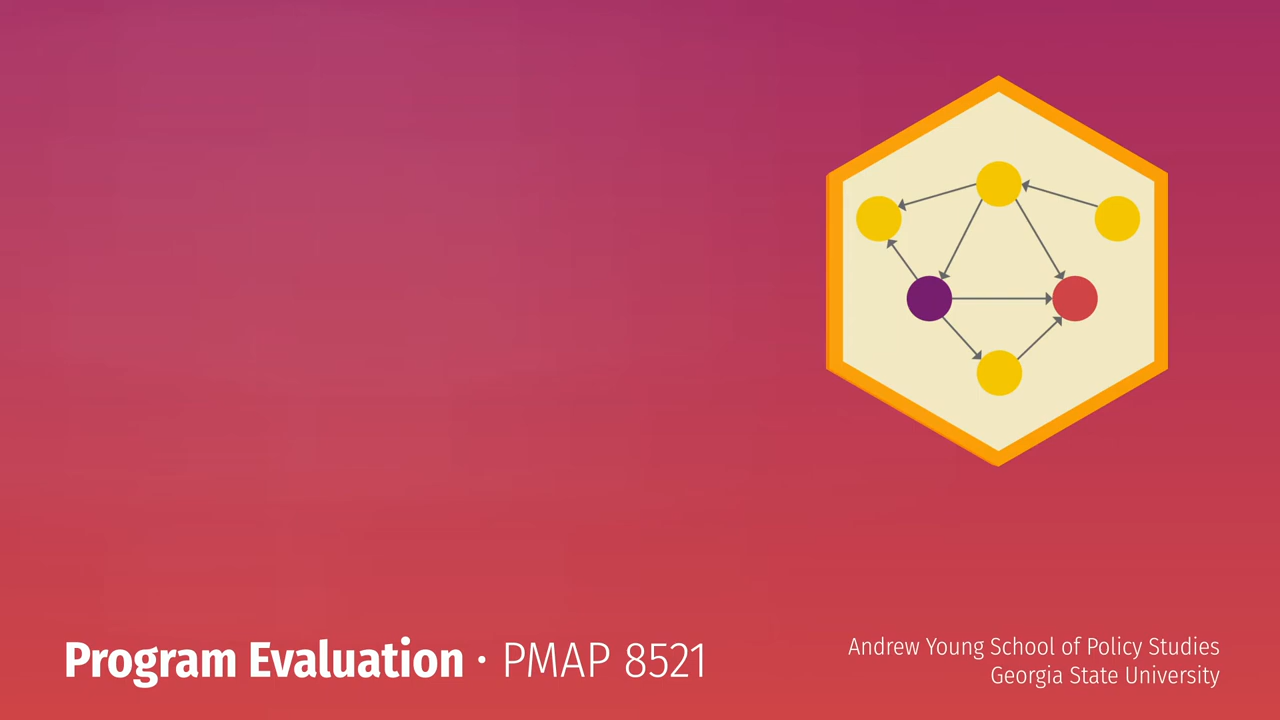 Program Evaluation · PMAP 8521
Andrew Young School of Policy Studies
Georgia State University